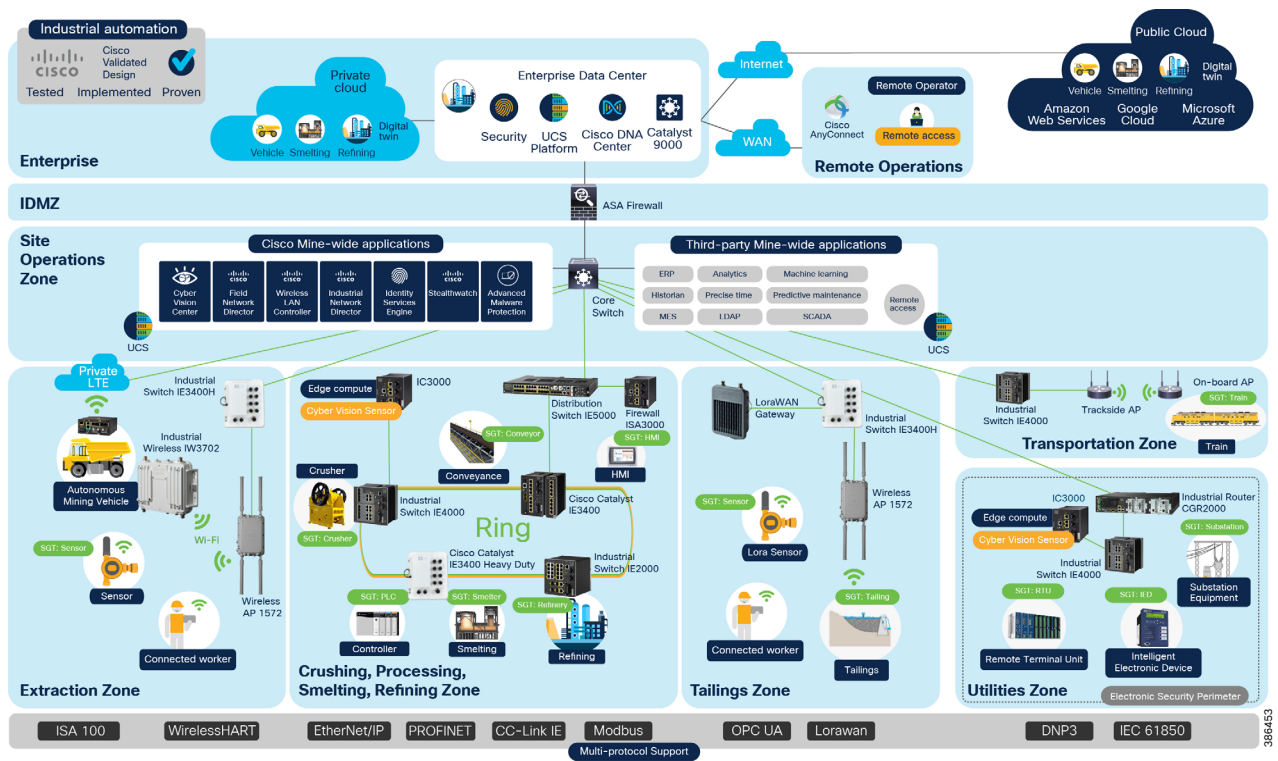 Industrial automation
CISCO
Cisco
Validated
Design
Tested
Implemented
Proven
Private
cloud
Digital
twin
Vehicle
Smelting
Refining
Enterprise Data Center
Security
UCS
Platform
Cisco DNA
Center
Catalyst
9000
Internet
WAN
Remote Operator
Cisco
AnyConnect
Remote access
Remote Operations
Public Cloud
Digital
twin
Vehicle
Smelting
Refining
Amazon
Web Services
Google
Cloud
Microsoft
Azure
Enterprise
IDMZ
ASA Firewall
Site
Operations
Zone
Cisco Mine-wide applications
Cyber
Vision
Center
CISCO
Field
Network
Director
CISCO
Wireless
LAN
Controller
CISCO
Industrial
Network
Director
Identity
Services
Engine
CISCO
Stealthwatch
Advanced
Malware
Protection
UCS
Core
Switch
Third-party Mine-wide applications
ERP
Analytics
Machine learning
Historian
Precise time
Predictive maintenance
MES
LDAP
SCADA
Remote
access
UCS
Private
LTE
Industrial
Switch IE3400H
Industrial
Wireless IW3702
Autonomous
Mining Vehicle
Wi-Fi
SGT: Sensor
Sensor
Wireless
AP 1572
Connected worker
Extraction Zone
Edge compute
IC3000
Cyber Vision Sensor
Distribution
Switch IE5000
Firewall
ISA3000
SGT: Conveyor
SGT: HMI
Conveyance
HMI
Crusher
Industrial
Switch IE4000
Cisco Catalyst
IE3400
SGT: Crusher
Ring
Cisco Catalyst
IE3400 Heavy Duty
Industrial
Switch IE2000
SGT: PLC
SGT: Smelter
SGT: Refinery
Controller
Smelting
Refining
Crushing, Processing,
Smelting, Refining Zone
LoRaWAN
Gateway
Industrial
Switch IE3400H
SGT: Sensor
Wireless
AP 1572
Lora Sensor
SGT: Tailing
Connected worker
Tailings
Tailings Zone
Industrial
Switch IE4000
Trackside AP
On-board AP
SGT: Train
Train
Transportation Zone
IC3000
Edge compute
Cyber Vision Sensor
Industrial Router
CGR2000
SGT: Substation
Industrial
Switch IE4000
Substation
Equipment
SGT: RTU
SGT: IED
Remote Terminal Unit
Intelligent
Electronic Device
Utilities Zone
Electronic Security Perimeter
ISA 100
WirelessHART
EtherNet/IP
PROFINET
CC-Link IE
Modbus
OPC UA
Lorawan
DNP3
IEC 61850
Multi-protocol Support
386453